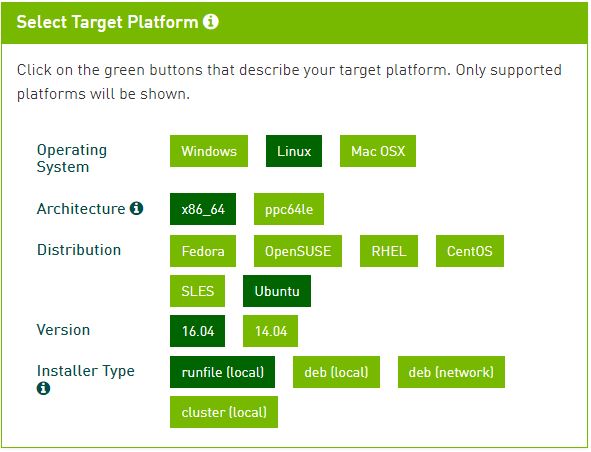 Select Target Platform
Click on the green buttons that describe your target platform. Only supported
platforms will be shown.
Operating
System
Windows
Linux
Mac OSX
Architecture
x86_64
ppc64le
Distribution
Fedora
OpenSUSE
RHEL
CentOS
SLES
Ubuntu
Version
16.04
14.04
Installer Type
runfile (local)
deb (local)
deb (network)
cluster (local)